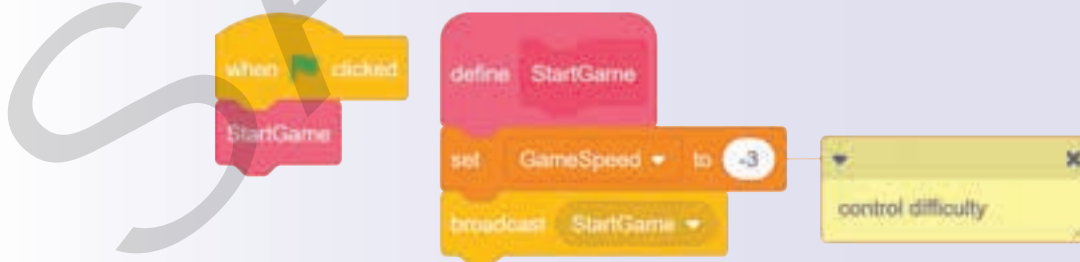 when clicked
StartGame
define StartGame
set GameSpeed to -3
broadcast StartGame
control difficulty